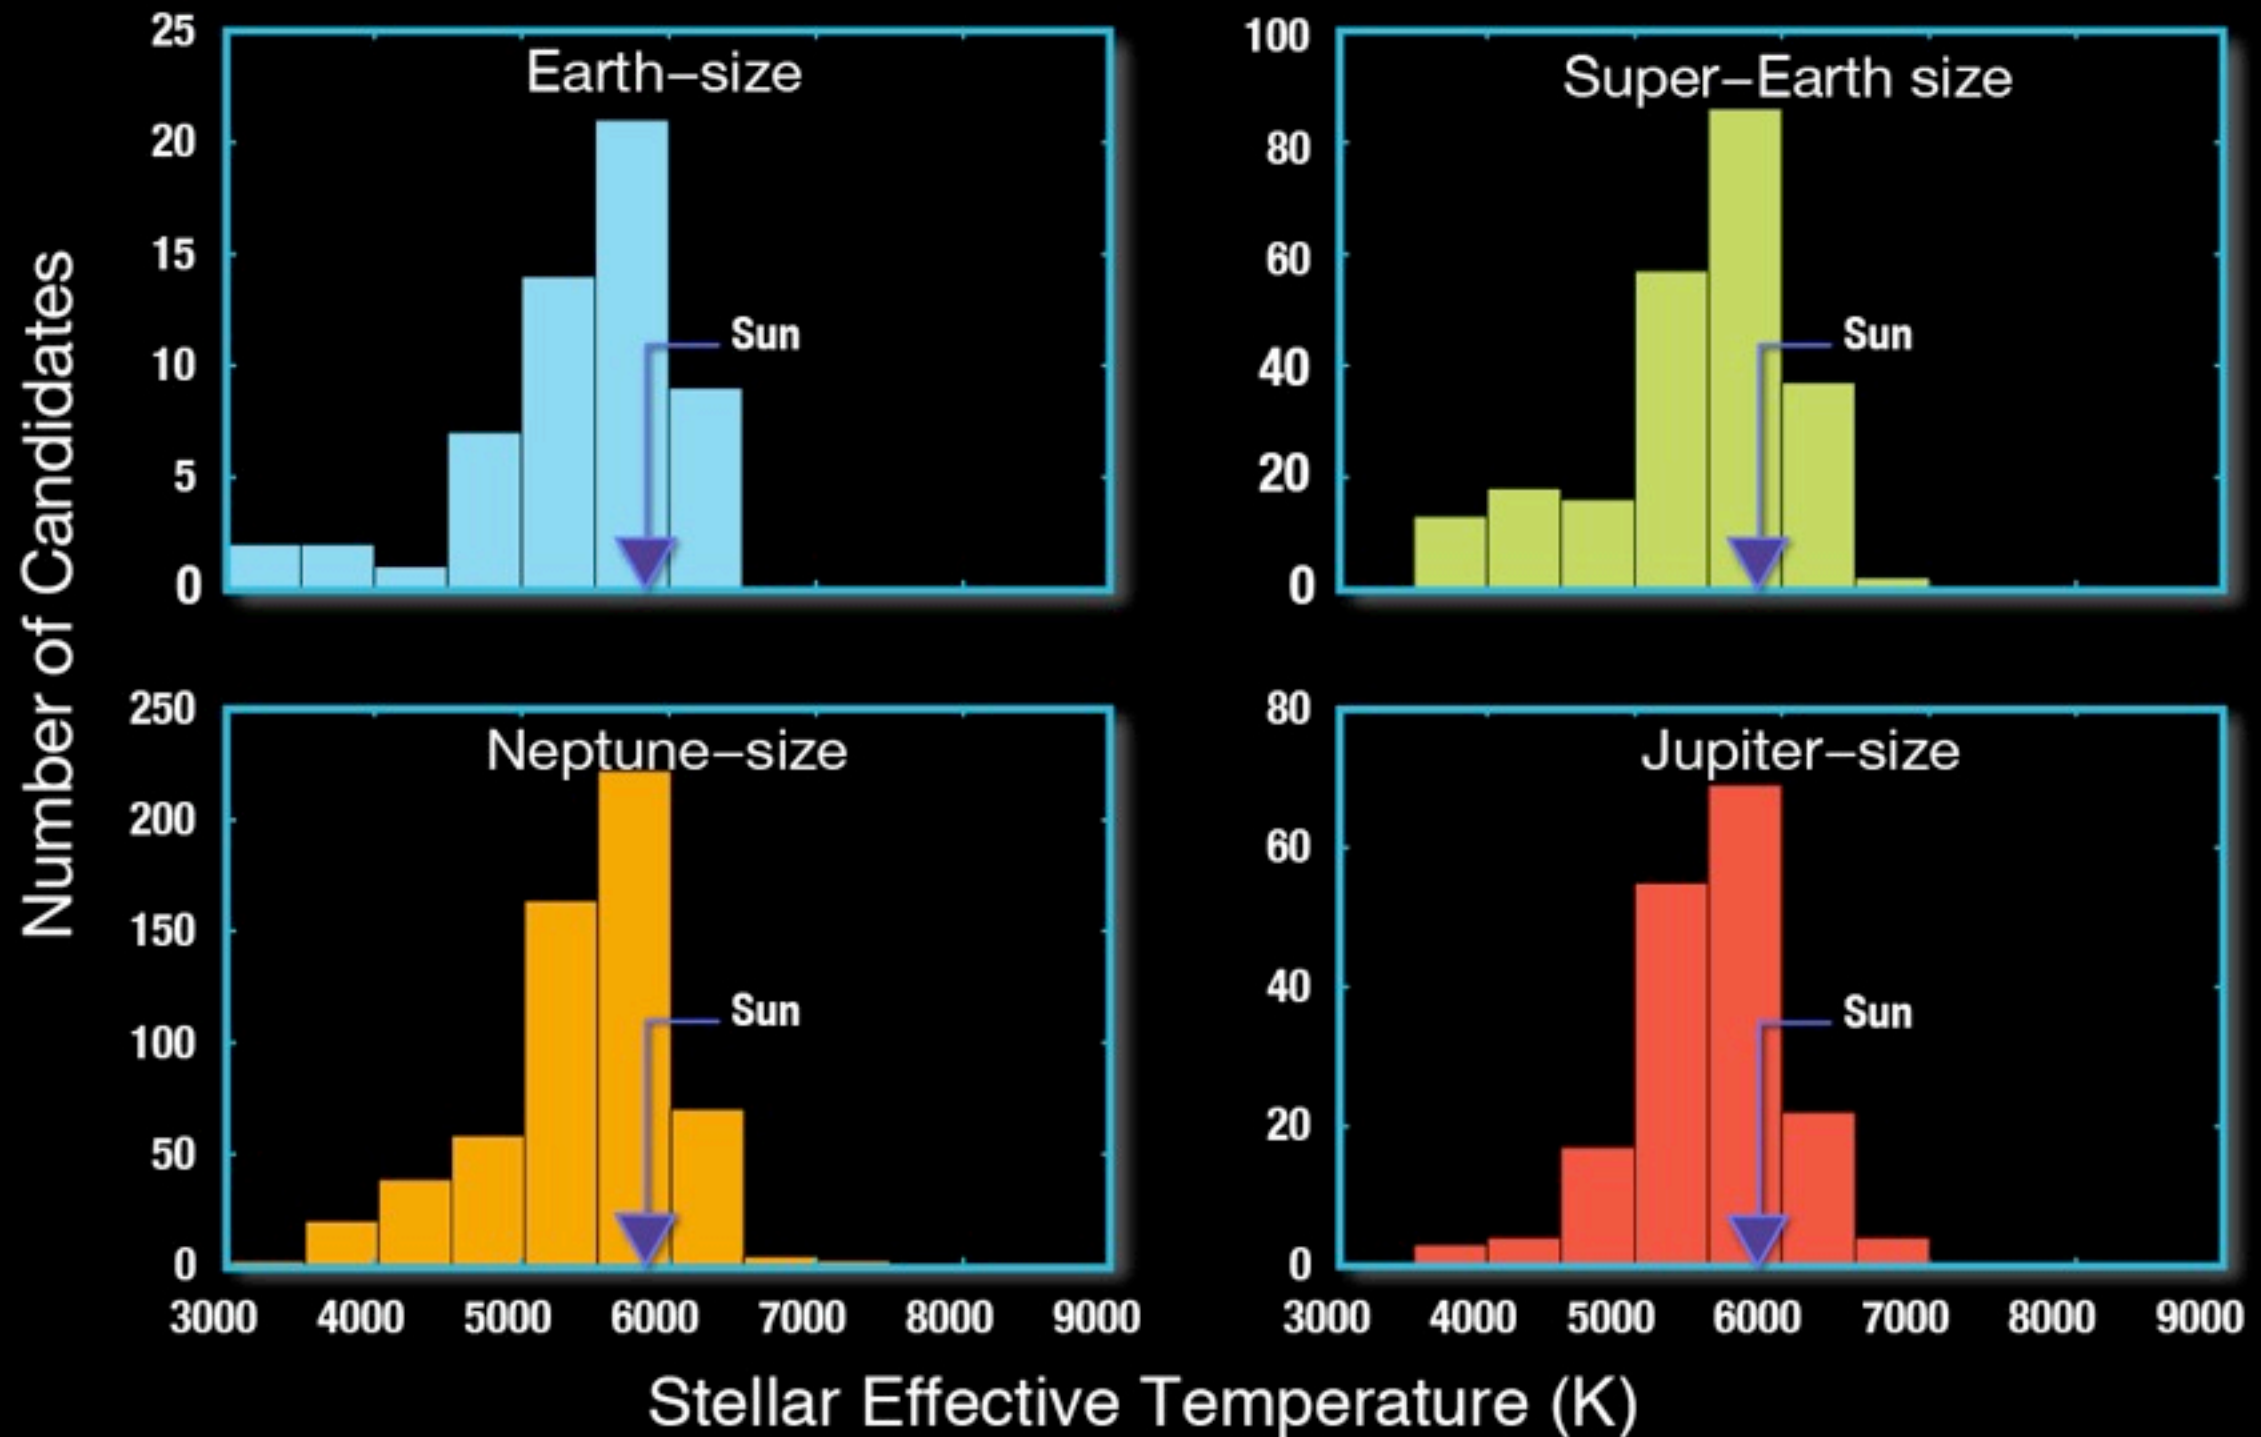 Number of Candidates
25
20
15
10
5
0
Earth–size
Sun
100
80
60
40
20
0
Super–Earth size
Sun
250
200
150
100
50
0
Neptune–size
Sun
3000 4000 5000 6000 7000 8000 9000
80
60
40
20
0
Jupiter–size
Sun
3000 4000 5000 6000 7000 8000 9000
Stellar Effective Temperature (K)